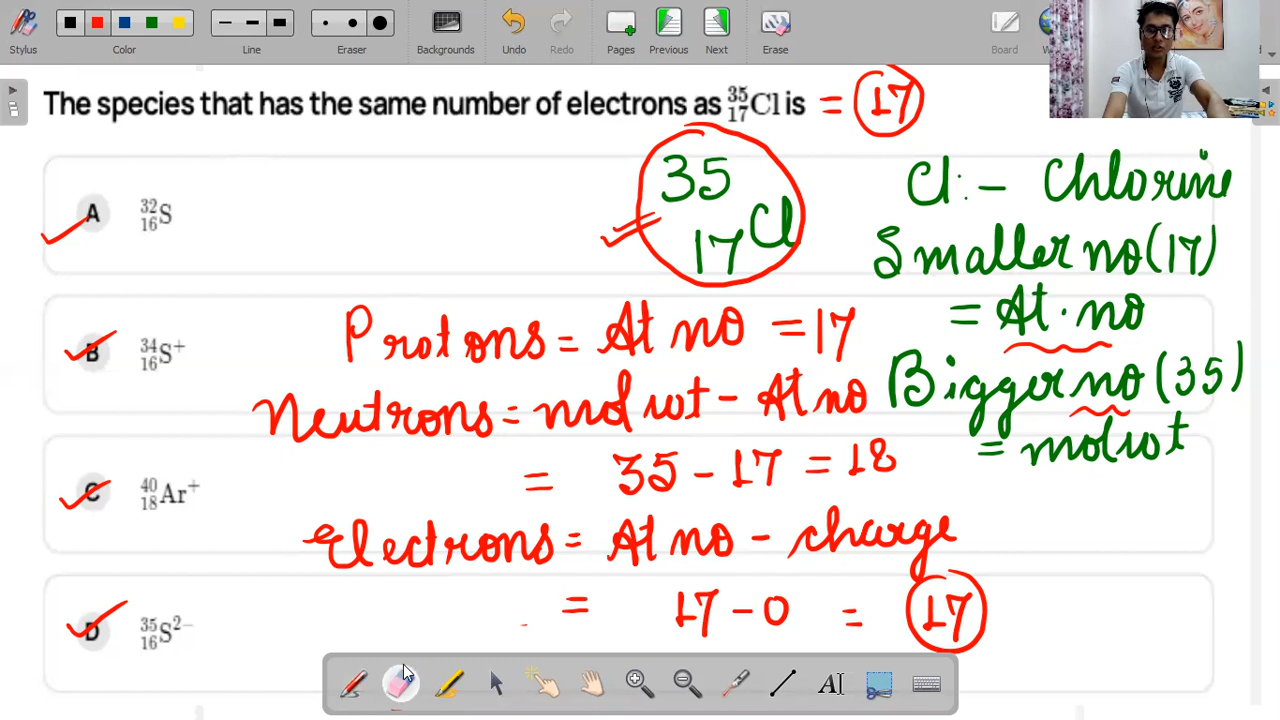 Stylus Color Line Eraser Backgrounds Undo Redo Pages Previous Next Erase Board
The species that has the same number of electrons as ³⁵₁₇Cl is = 17
A ³²₁₆S
35
17 Cl
Cl:- Chlorine
Smaller no (17)
= At. no
Bigger no (35)
= mol wt
B ³⁴₁₆S⁺
Protons = At no = 17
Neutrons = mol wt - At no
= 35 - 17 = 18
C ⁴⁰₁₈Ar⁺
Electrons = At no - charge
= 17 - 0 = 17
D ³⁵₁₆S²⁻